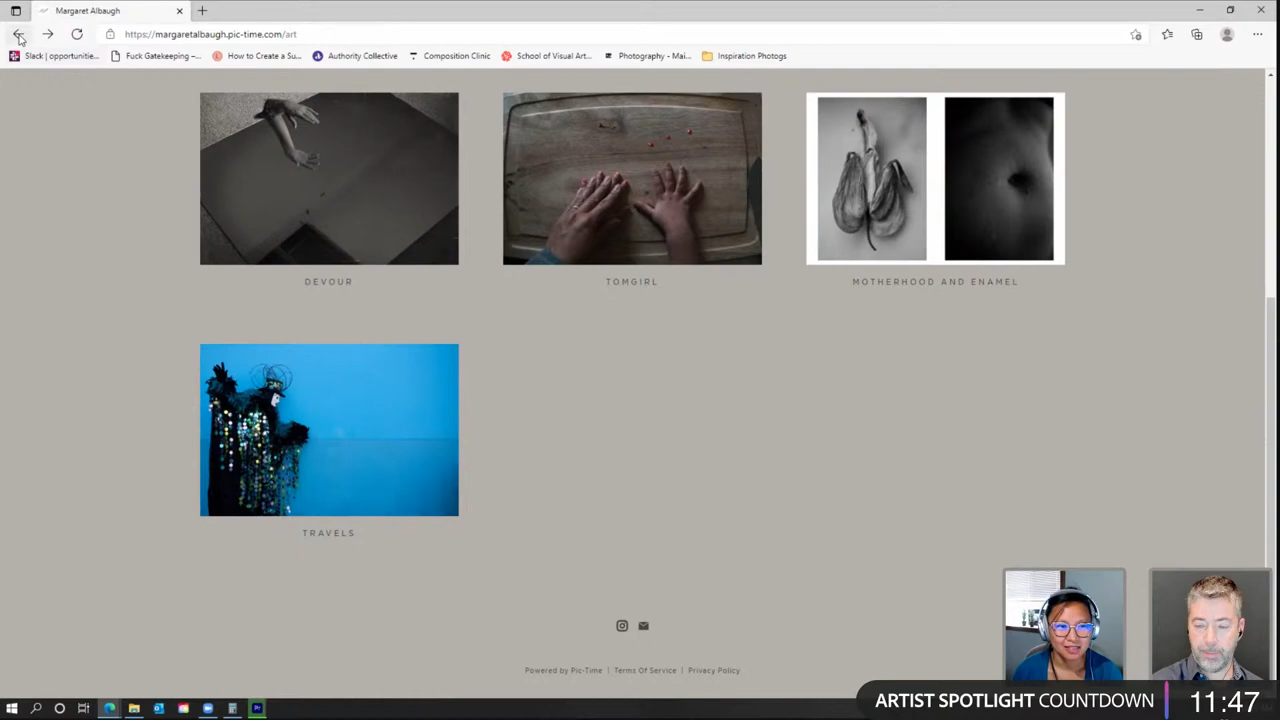 Margaret Albaugh
https://margaretalbaugh.pic-time.com/art
Slack | opportunitie...
Fuck Gatekeeping –...
How to Create a Su...
Authority Collective
Composition Clinic
School of Visual Art...
Photography - Mai...
Inspiration Photogs
DEVOUR
TOMGIRL
MOTHERHOOD AND ENAMEL
TRAVELS
Powered by Pic-Time | Terms Of Service | Privacy Policy
ARTIST SPOTLIGHT COUNTDOWN 11:47